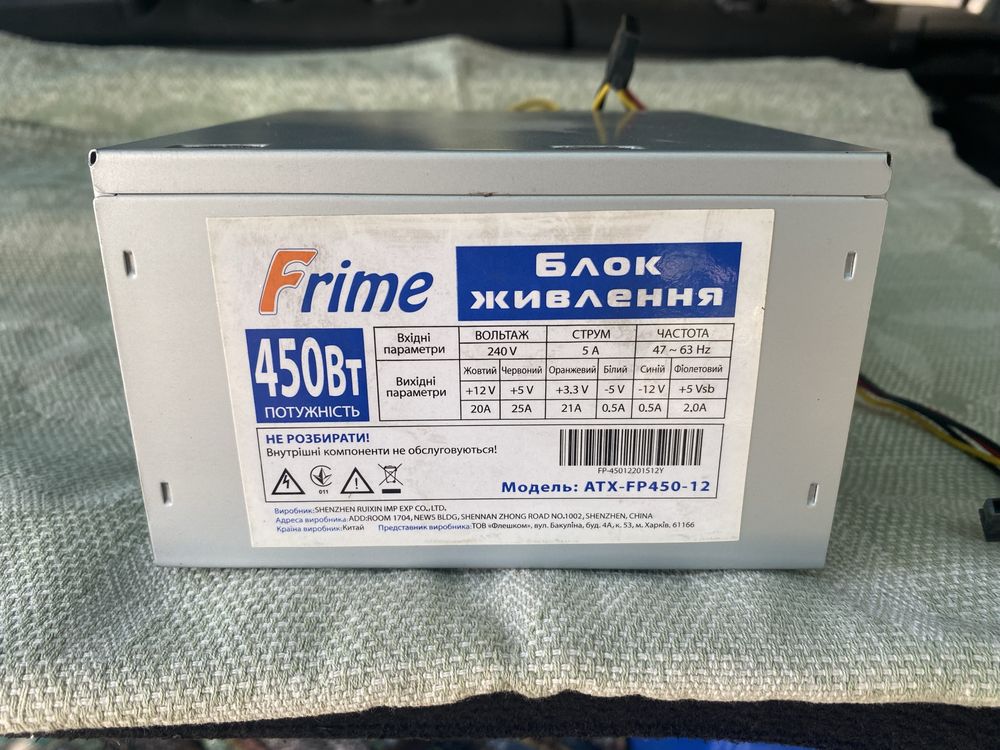 Frime
Блок
живлення
450Вт
ПОТУЖНІСТЬ
Вхідні параметри ВОЛЬТАЖ СТРУМ ЧАСТОТА
240 V 5 A 47 ~ 63 Hz
Вихідні параметри Жовтий Червоний Оранжевий Білий Синій Фіолетовий
+12 V +5 V +3.3 V -5 V -12 V +5 Vsb
20A 25A 21A 0.5A 0.5A 2.0A
НЕ РОЗБИРАТИ!
Внутрішні компоненти не обслуговуються!
011
FP-45012201512Y
Модель: ATX-FP450-12
Виробник:SHENZHEN RUIXIN IMP EXP CO.,LTD.
Адреса виробника:ADD:ROOM 1704, NEWS BLDG, SHENNAN ZHONG ROAD NO.1002, SHENZHEN, CHINA
Країна виробник:Китай Представник виробника:ТОВ «Флешком», вул. Бакуліна, буд. 4А, к. 53, м. Харків, 61166